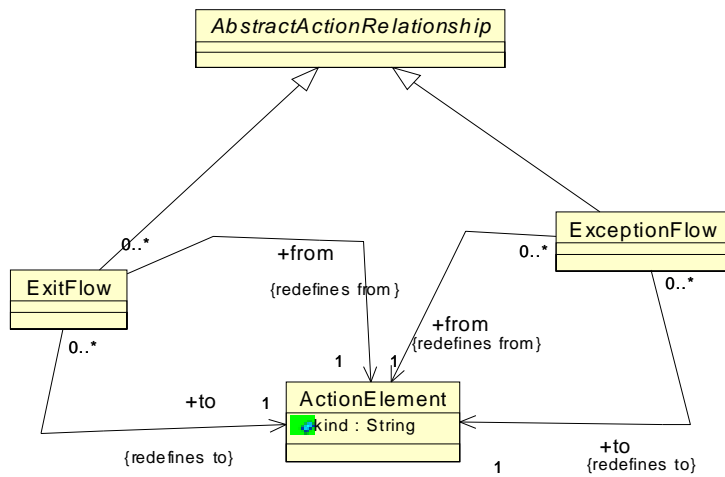 AbstractActionRelationship
ExceptionFlow
0..*
0..*
+from
0..*
ExitFlow
{redefines from}
0..*
+from
{redefines from}
0..*
1
1
ActionElement
+to
1
kind : String
{redefines to}
+to
{redefines to}
1